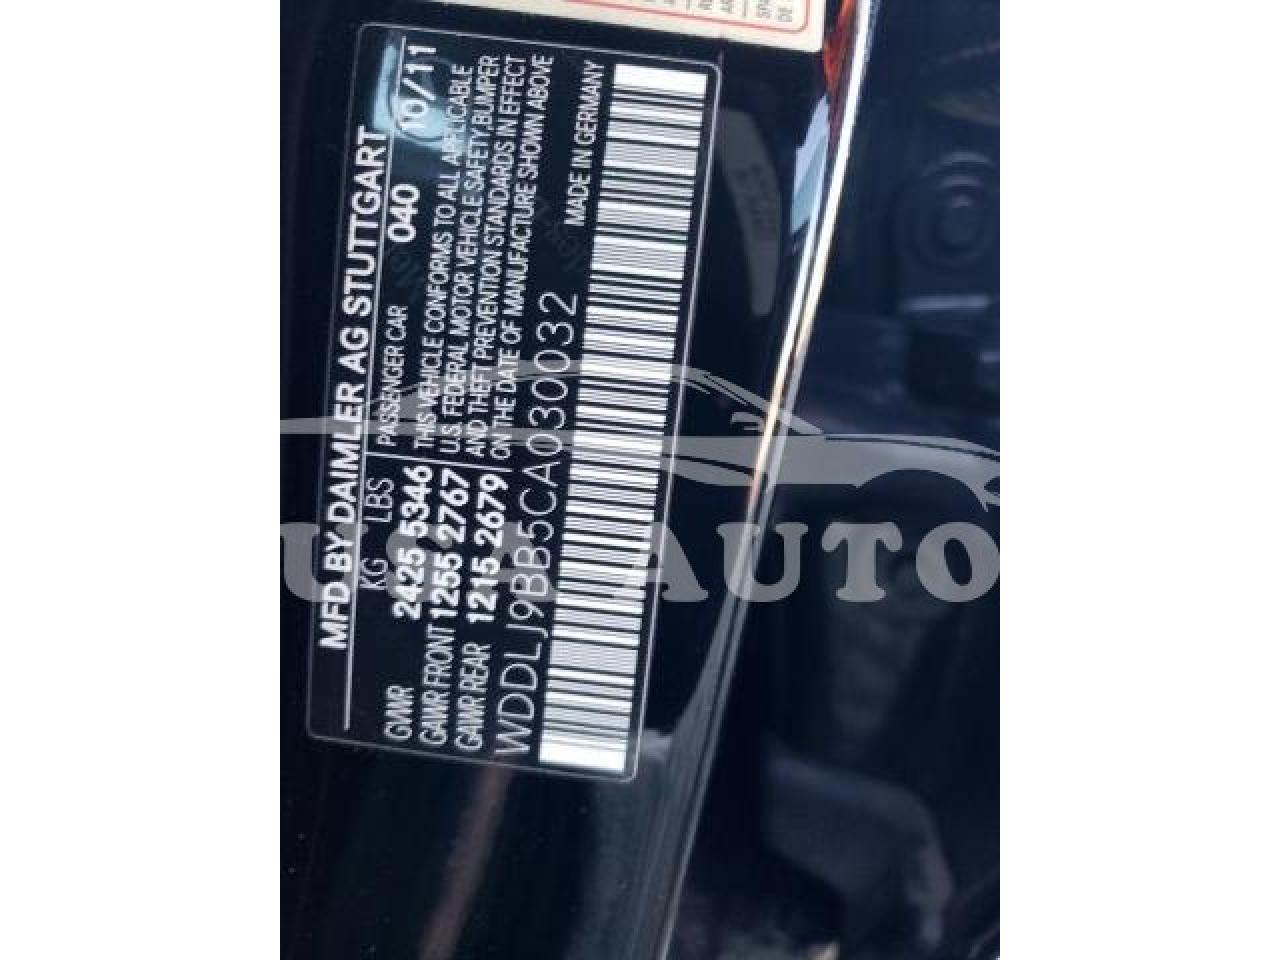 MFD BY DAIMLER AG STUTTGART
KG LBS PASSENGER CAR 040 10/11
GVWR 2425 5346 THIS VEHICLE CONFORMS TO ALL APPLICABLE
GAWR FRONT 1255 2767 U.S. FEDERAL MOTOR VEHICLE SAFETY, BUMPER
GAWR REAR 1215 2679 AND THEFT PREVENTION STANDARDS IN EFFECT
ON THE DATE OF MANUFACTURE SHOWN ABOVE
WDDLJ9BB5CA030032 MADE IN GERMANY
AUTO